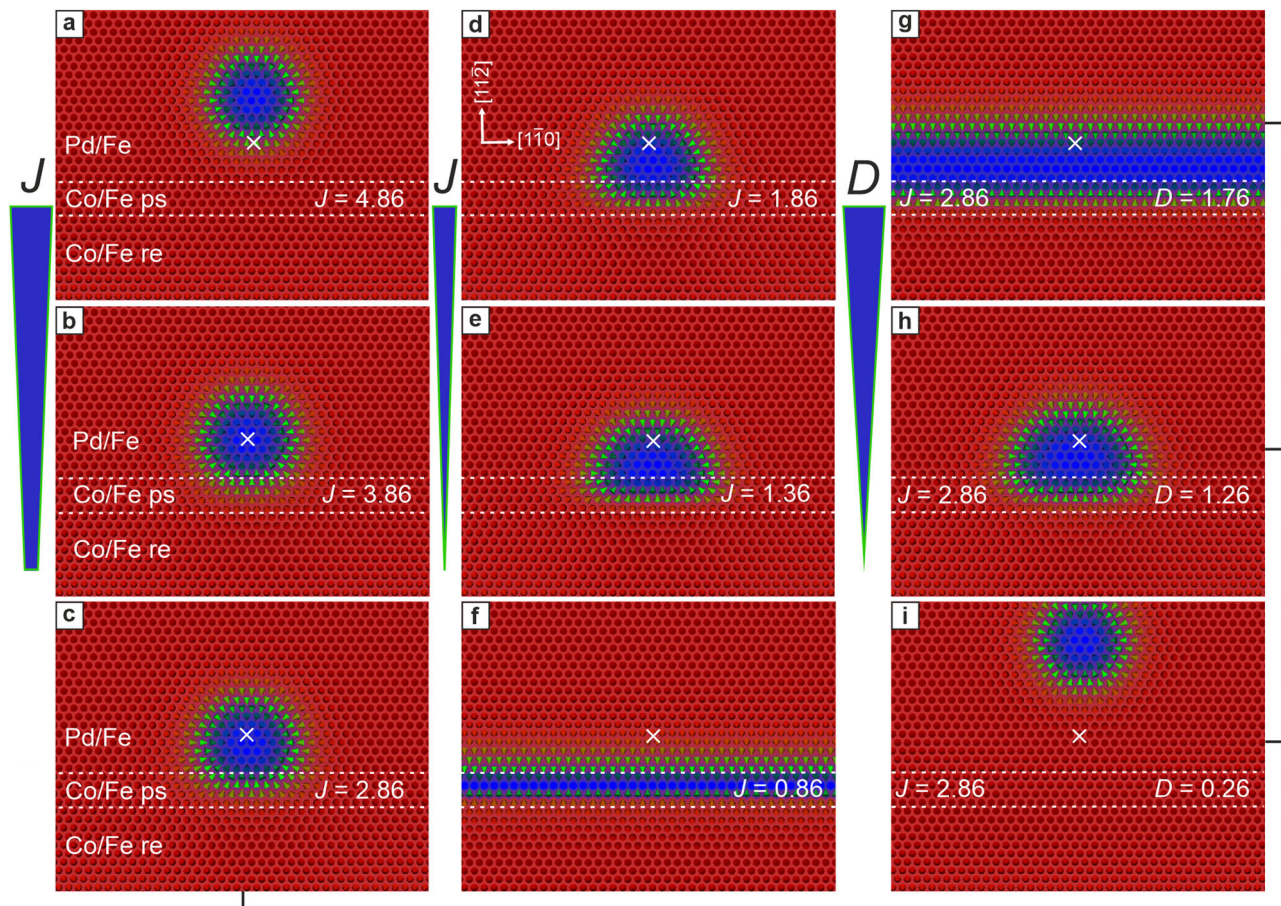 a
Pd/Fe
Co/Fe ps
J = 4.86
Co/Fe re
J
b
Pd/Fe
Co/Fe ps
J = 3.86
Co/Fe re
c
Pd/Fe
Co/Fe ps
J = 2.86
Co/Fe re
d
[112̅]
[11̅0]
J = 1.86
J
e
J = 1.36
f
J = 0.86
g
J = 2.86
D = 1.76
D
h
J = 2.86
D = 1.26
i
J = 2.86
D = 0.26